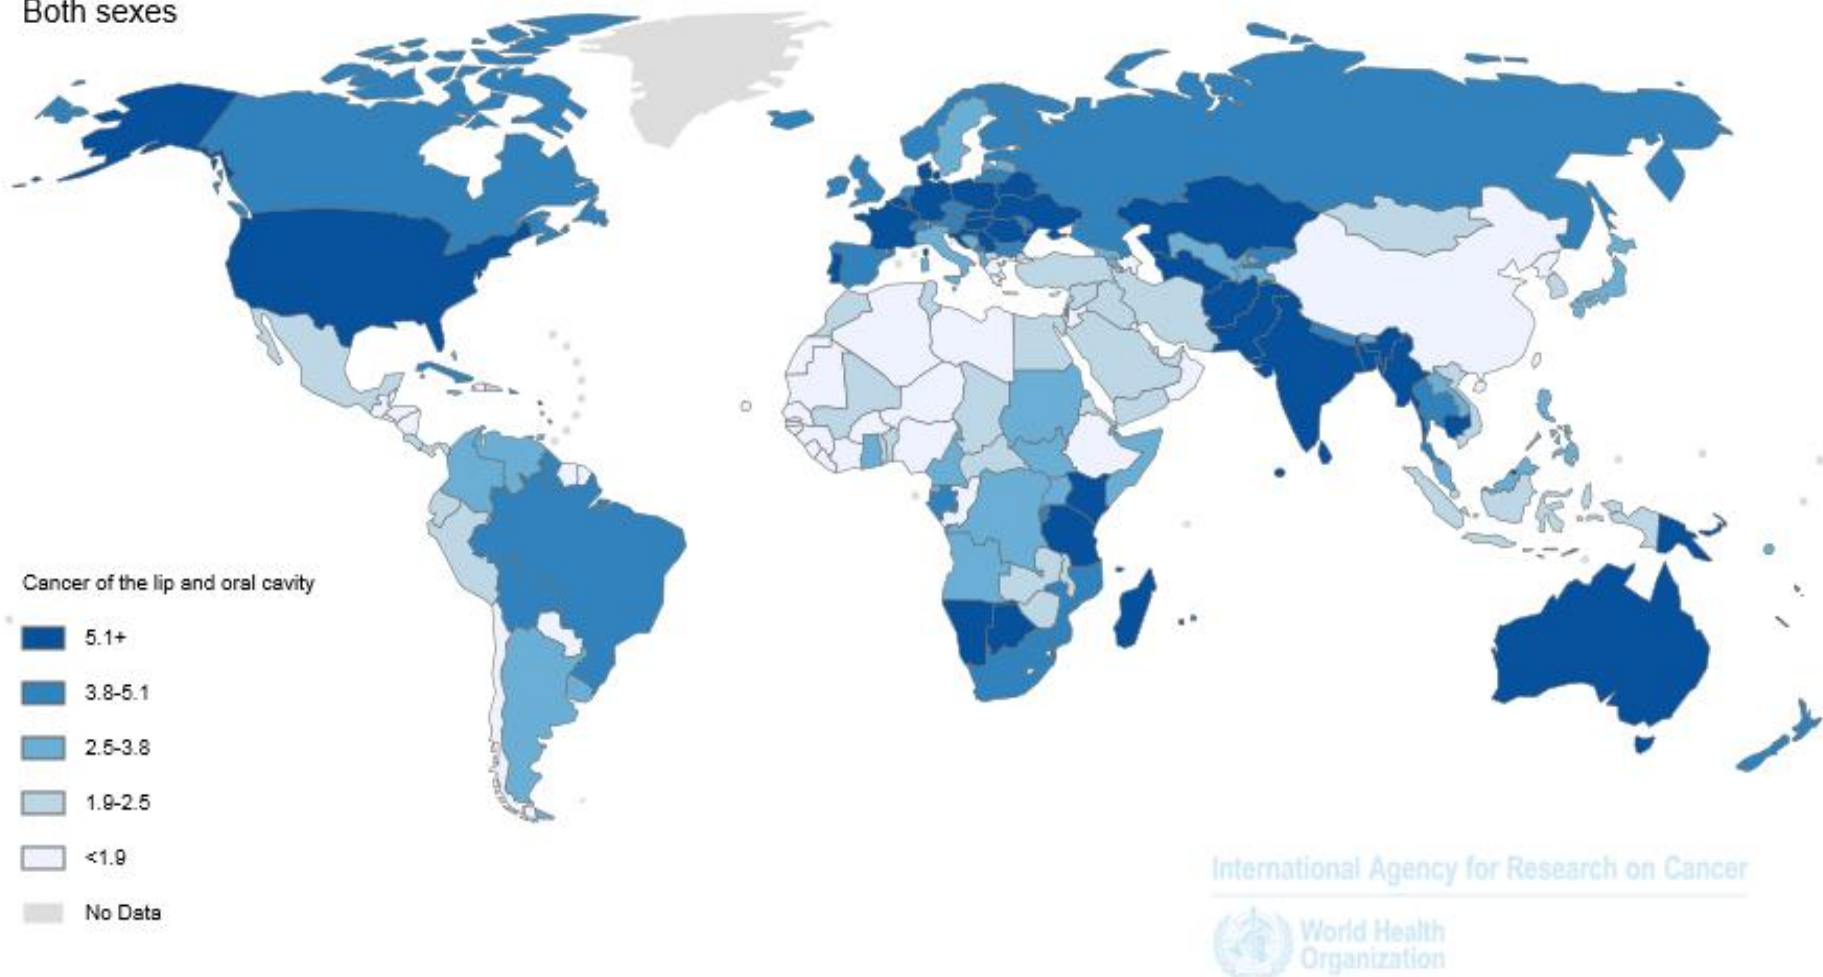 Both sexes
Cancer of the lip and oral cavity
5.1+
3.8-5.1
2.5-3.8
1.9-2.5
<1.9
No Data
International Agency for Research on Cancer
World Health
Organization